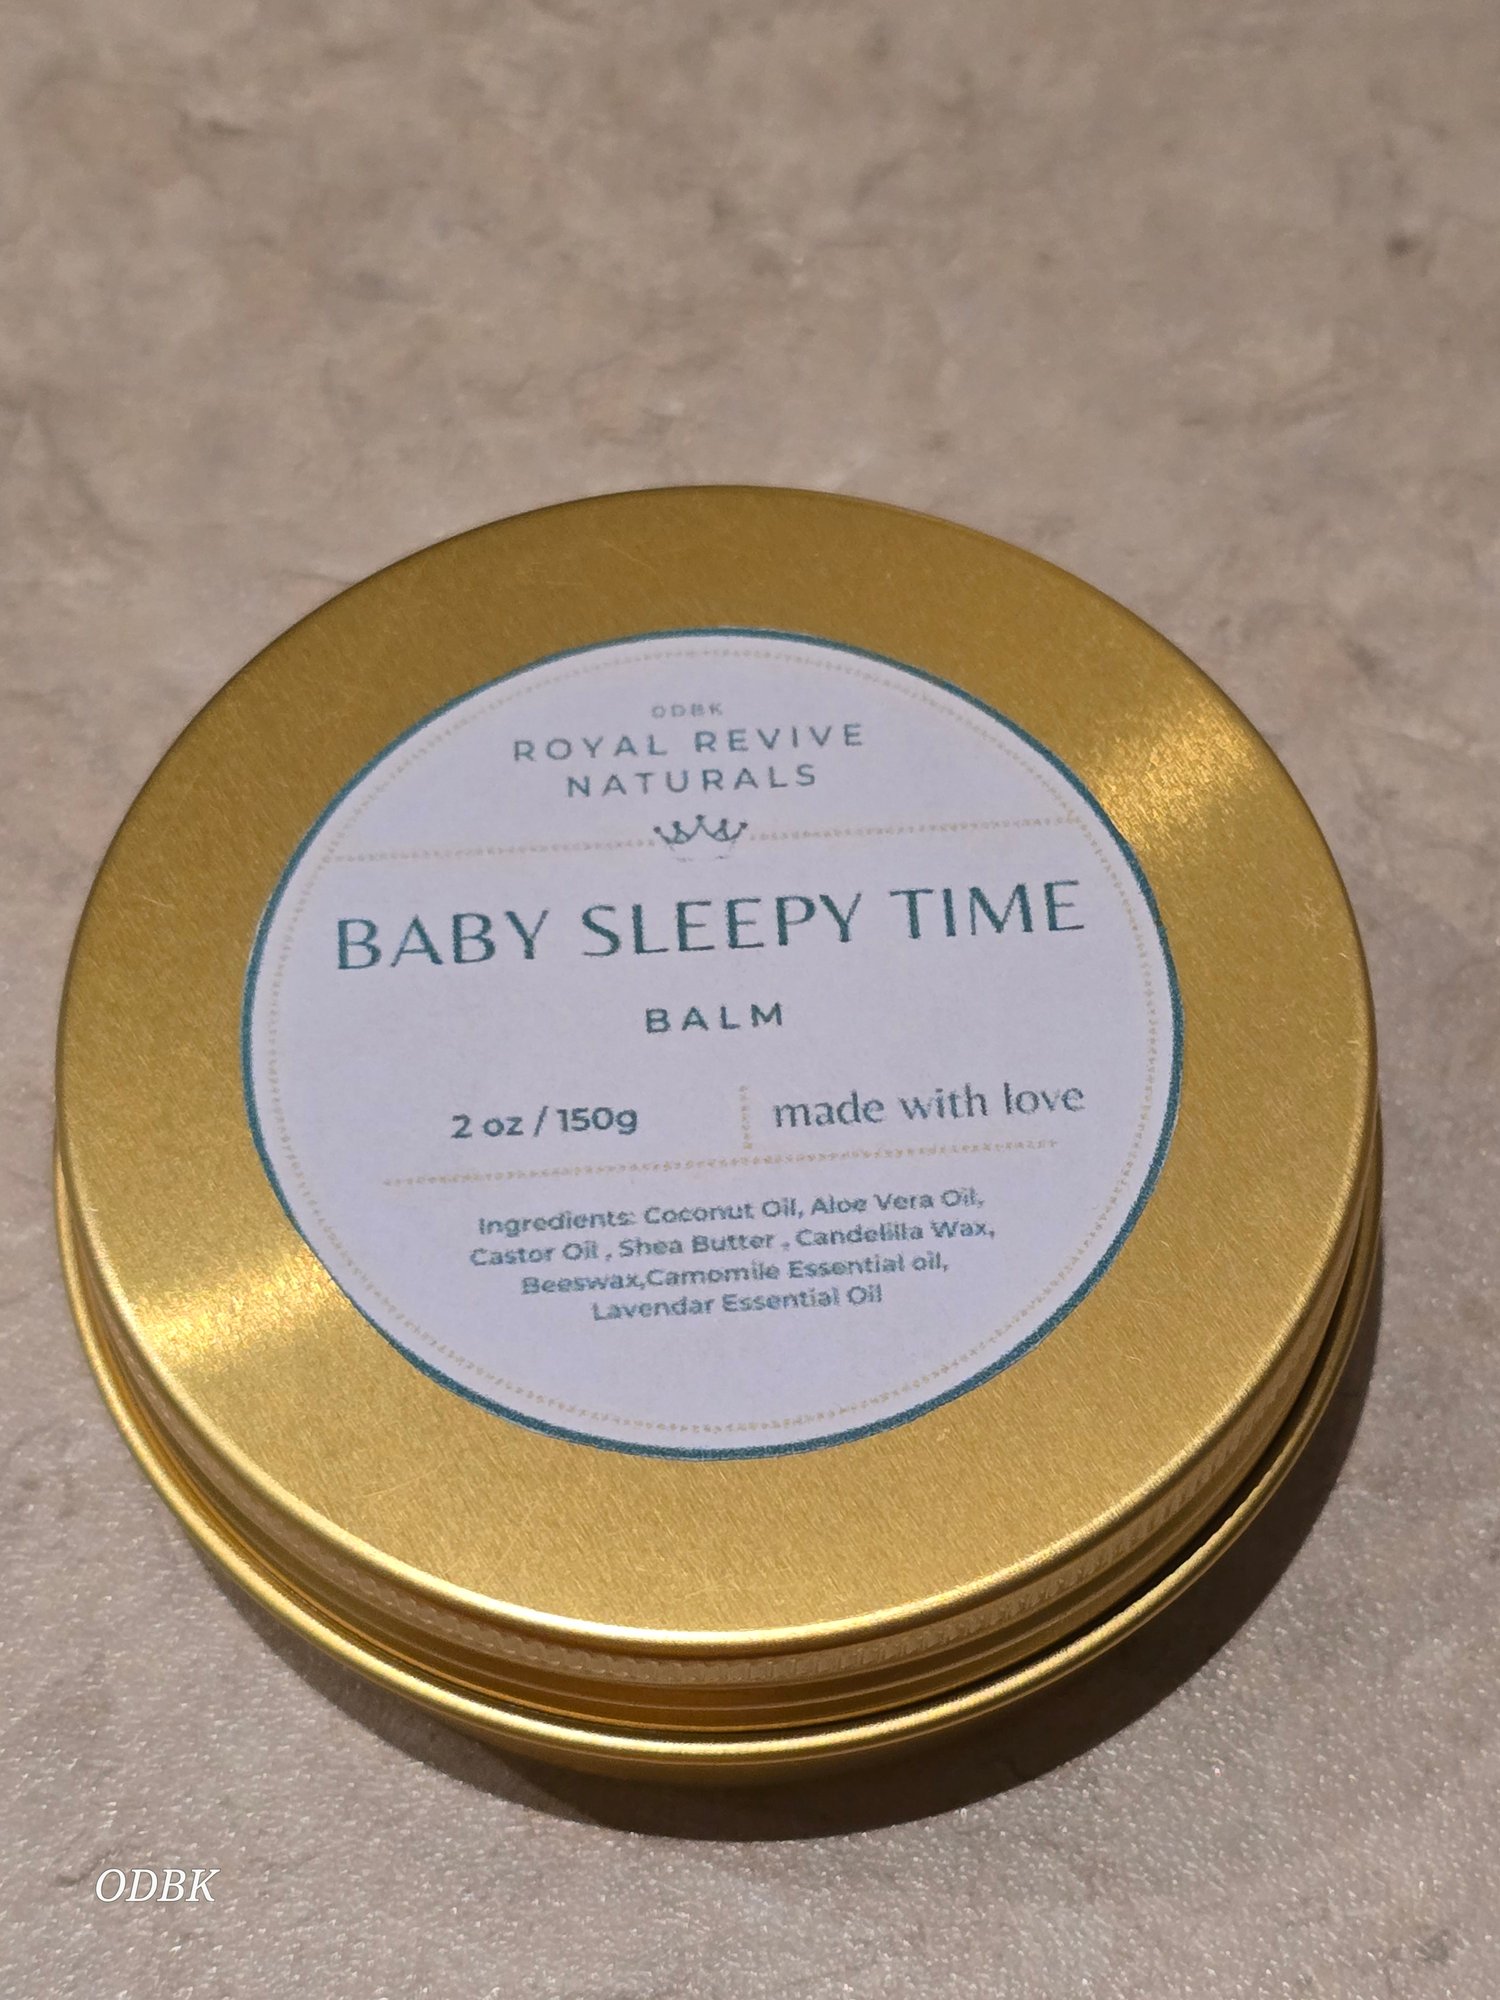 ODBK
ROYAL REVIVE
NATURALS
BABY SLEEPY TIME
BALM
2 oz / 150g
made with love
Ingredients: Coconut Oil, Aloe Vera Oil,
Castor Oil , Shea Butter , Candelilla Wax,
Beeswax,Camomile Essential oil,
Lavendar Essential Oil
ODBK